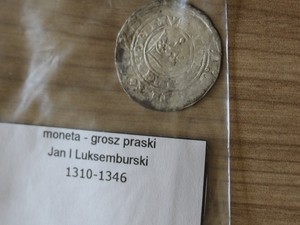 moneta - grosz praski
Jan I Luksemburski
1310-1346